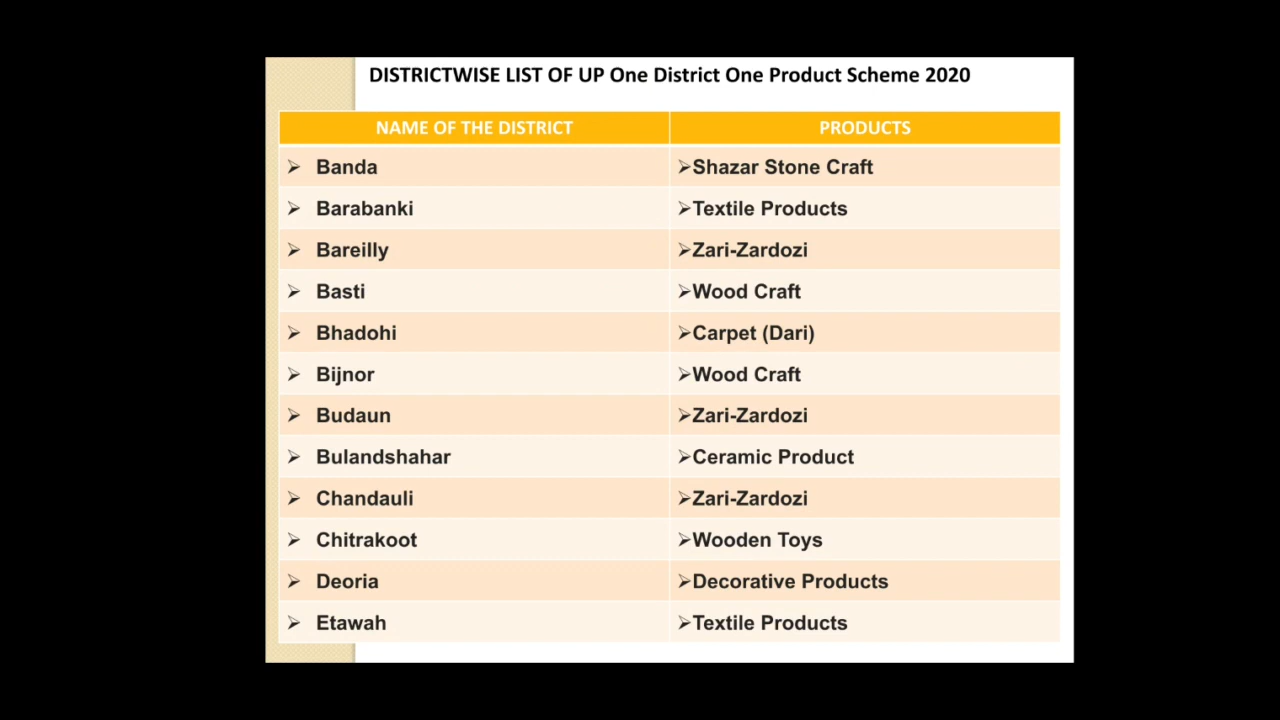 DISTRICTWISE LIST OF UP One District One Product Scheme 2020
NAME OF THE DISTRICT PRODUCTS
➢ Banda ➢Shazar Stone Craft
➢ Barabanki ➢Textile Products
➢ Bareilly ➢Zari-Zardozi
➢ Basti ➢Wood Craft
➢ Bhadohi ➢Carpet (Dari)
➢ Bijnor ➢Wood Craft
➢ Budaun ➢Zari-Zardozi
➢ Bulandshahar ➢Ceramic Product
➢ Chandauli ➢Zari-Zardozi
➢ Chitrakoot ➢Wooden Toys
➢ Deoria ➢Decorative Products
➢ Etawah ➢Textile Products